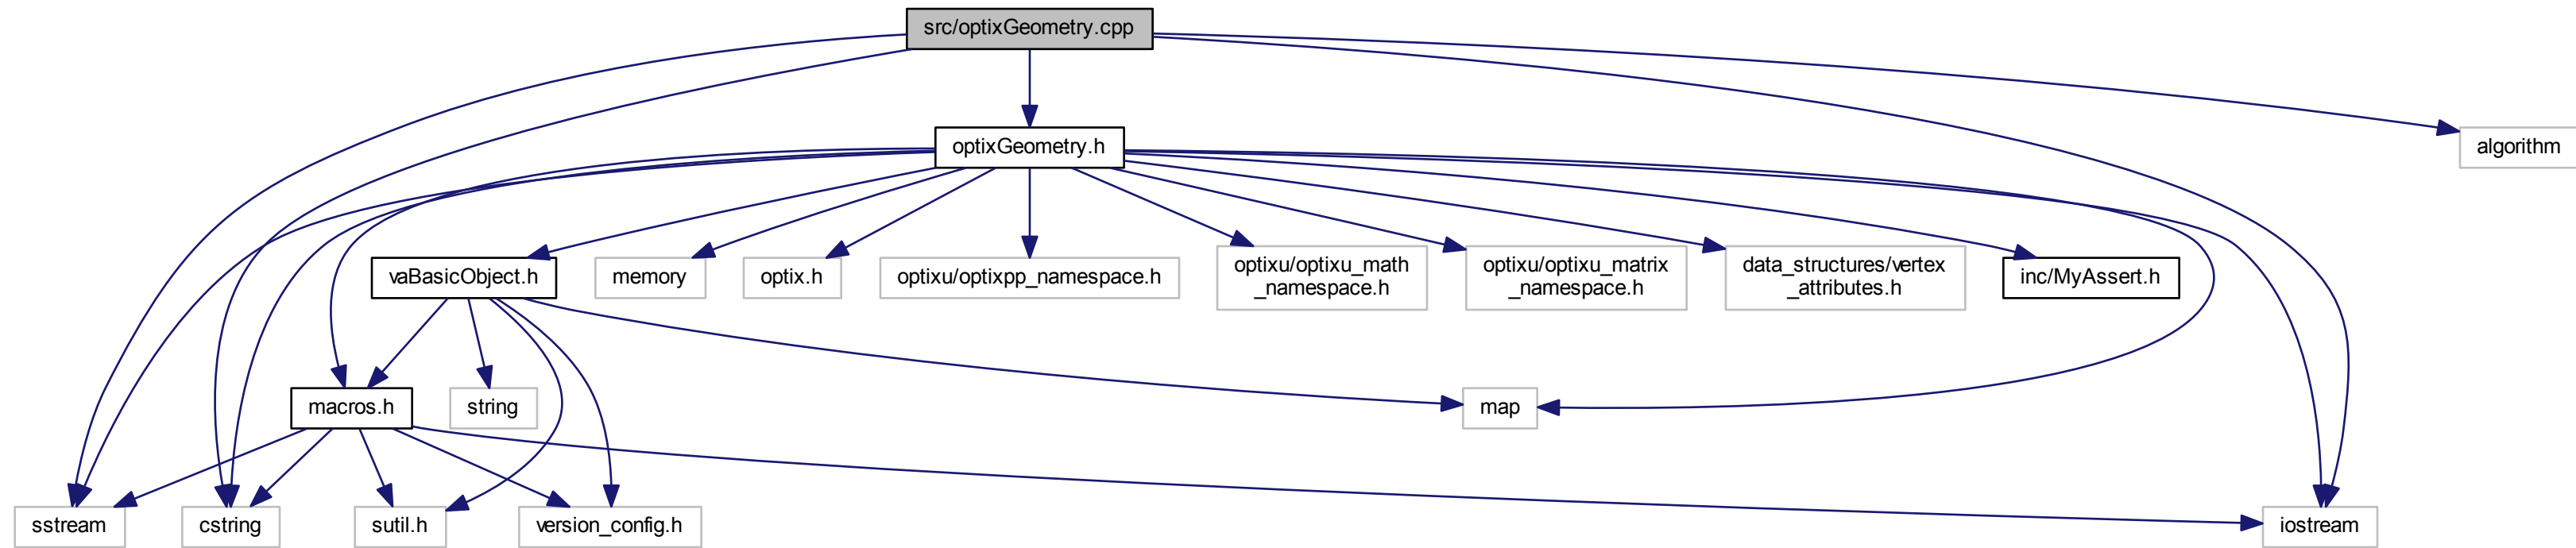 src/optixGeometry.cpp
optixGeometry.h
algorithm
vaBasicObject.h
memory
optix.h
optixu/optixpp_namespace.h
optixu/optixu_math
_namespace.h
optixu/optixu_matrix
_namespace.h
data_structures/vertex
_attributes.h
inc/MyAssert.h
macros.h
string
map
sstream
cstring
sutil.h
version_config.h
iostream